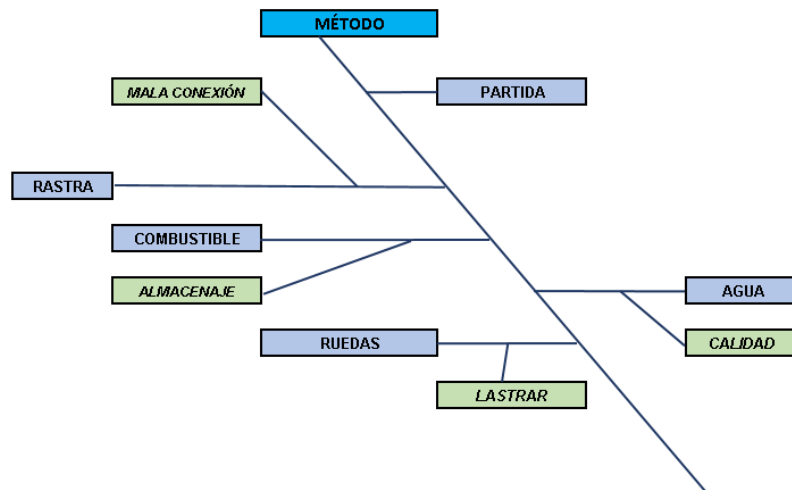 MÉTODO
MALA CONEXIÓN
PARTIDA
RASTRA
COMBUSTIBLE
ALMACENAJE
AGUA
RUEDAS
CALIDAD
LASTRAR